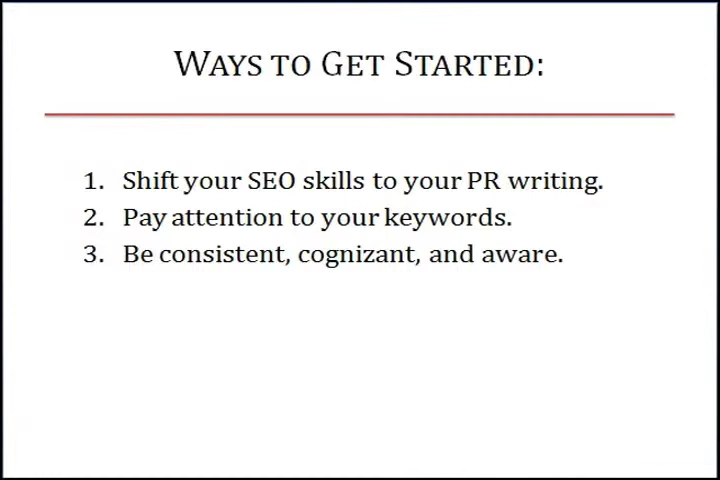 WAYS TO GET STARTED:
1. Shift your SEO skills to your PR writing.
2. Pay attention to your keywords.
3. Be consistent, cognizant, and aware.